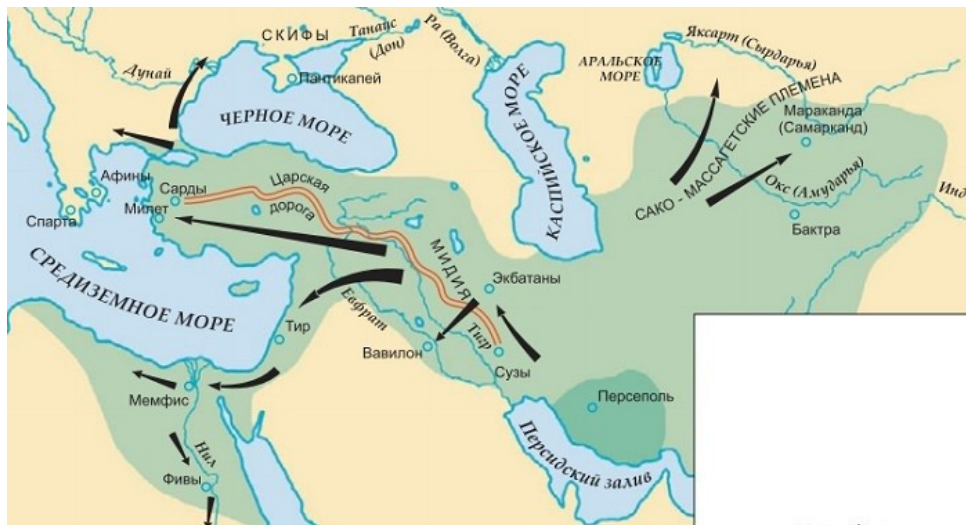 СКИФЫ
Танаис
(Дон)
Ра (Волга)
Дунай
Пантикапей
ЧЕРНОЕ МОРЕ
КАСПИЙСКОЕ МОРЕ
АРАЛЬСКОЕ
МОРЕ
Яксарт (Сырдарья)
САКО - МАССАГЕТСКИЕ ПЛЕМЕНА
Мараканда
(Самарканд)
Окс (Амударья)
Бактра
Инд
Афины
Спарта
Сарды
Милет
Царская
дорога
МИДИЯ
Экбатаны
СРЕДИЗЕМНОЕ МОРЕ
Тир
Евфрат
Вавилон
Тигр
Сузы
Мемфис
Нил
Фивы
Персеполь
Персидский залив